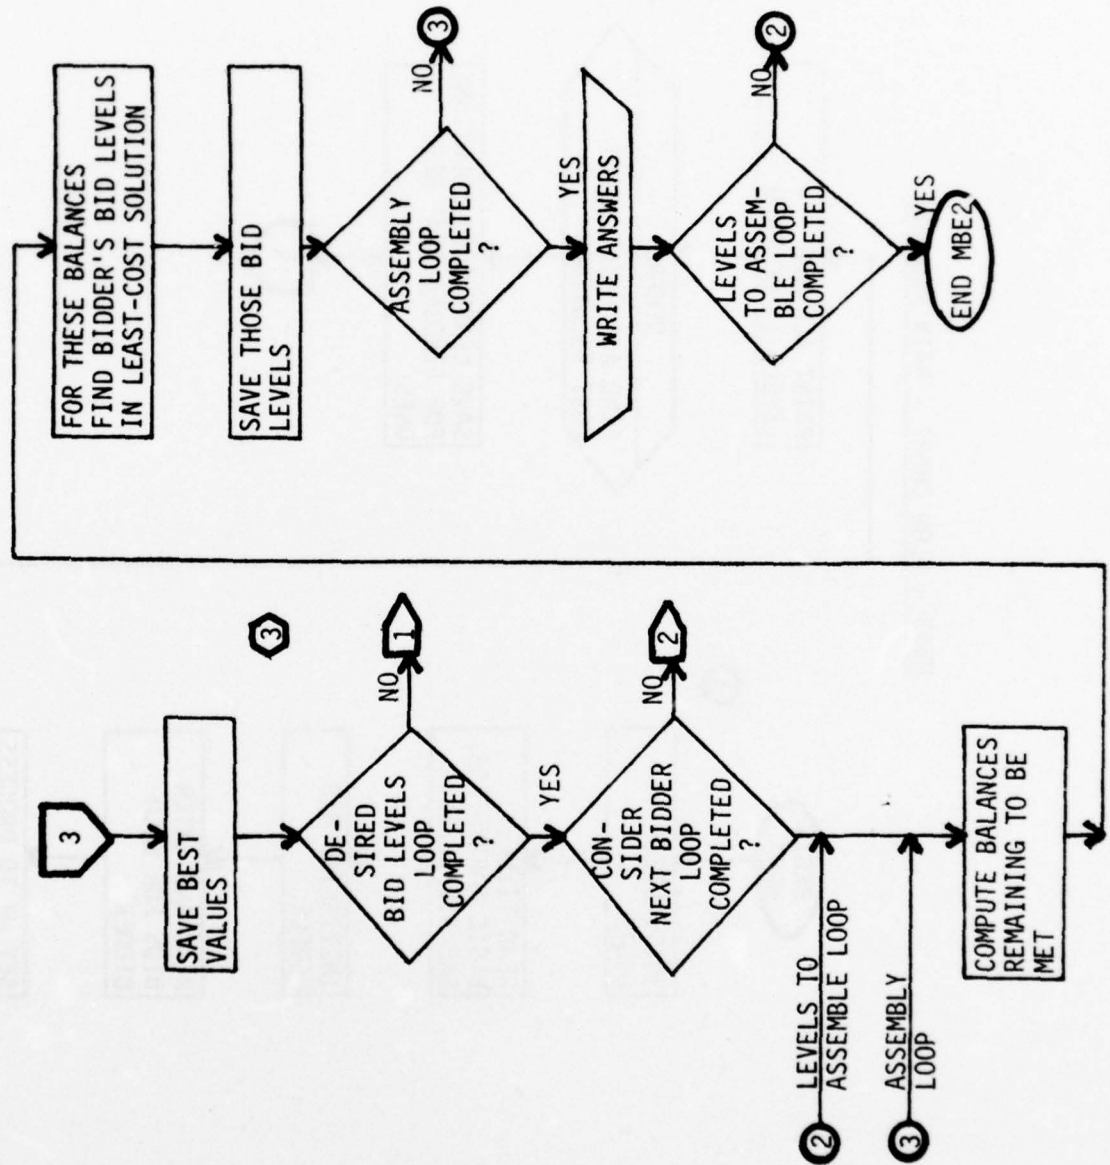 3
SAVE BEST
VALUES
3
DE-
SIRED
BID LEVELS
LOOP
COMPLETED
?
NO
1
YES
CON-
SIDER
NEXT BIDDER
LOOP
COMPLETED
?
NO
2
2
LEVELS TO
ASSEMBLE LOOP
3
ASSEMBLY
LOOP
COMPUTE BALANCES
REMAINING TO BE
MET
FOR THESE BALANCES
FIND BIDDER'S BID LEVELS
IN LEAST-COST SOLUTION
SAVE THOSE BID
LEVELS
ASSEMBLY
LOOP
COMPLETED
?
NO
3
YES
WRITE ANSWERS
LEVELS
TO ASSEM-
BLE LOOP
COMPLETED
?
NO
2
YES
END MBE2